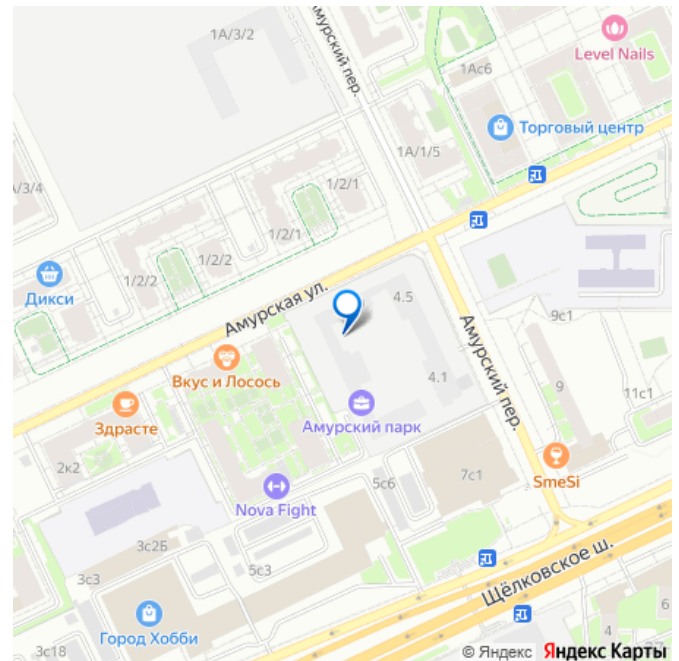 1А/3/2
Амурский пер.
Level Nails
1Ас6
Торговый центр
1А/1/5
/3/4
1/2/1
1/2/1
1/2/2
1/2/2
Дикси
Амурская ул.
4.5
9с1
Амурский пер.
Вкус и Лосось
4.1
9
11с1
Здрасте
Амурский парк
2к2
7с1
SmeSi
5с6
Nova Fight
3с2Б
5с3
3с3
Щёлковское ш.
Город Хобби
3с18
6
4
27
© Яндекс Яндекс Карты